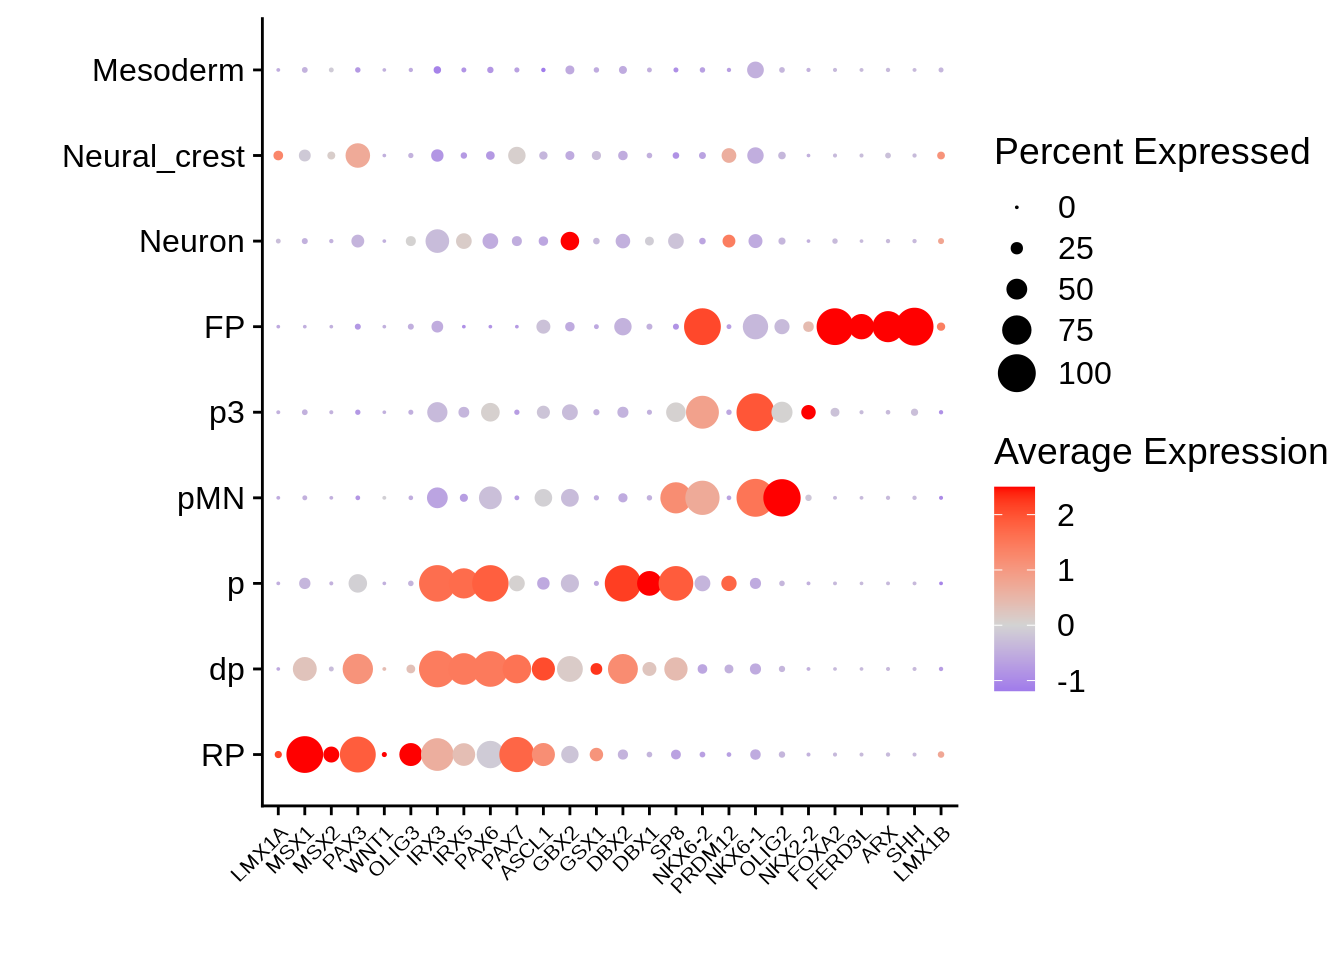 Mesoderm
Neural_crest
Neuron
FP
p3
pMN
p
dp
RP
LMX1A
MSX1
MSX2
PAX3
WNT1
OLIG3
IRX3
IRX5
PAX6
PAX7
ASCL1
GBX2
GSX1
DBX2
DBX1
SP8
NKX6-2
PRDM12
NKX6-1
OLIG2
NKX2-2
FOXA2
FERD3L
ARX
SHH
LMX1B
Percent Expressed
0
25
50
75
100
Average Expression
2
1
0
-1